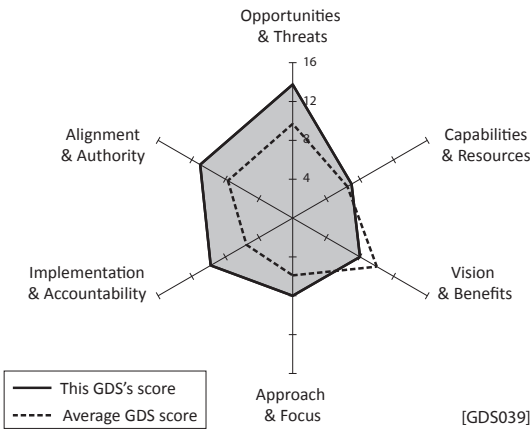 Opportunities
& Threats
16
12
8
4
Alignment
& Authority
Capabilities
& Resources
Implementation
& Accountability
Vision
& Benefits
Approach
& Focus
This GDS's score
Average GDS score
[GDS039]